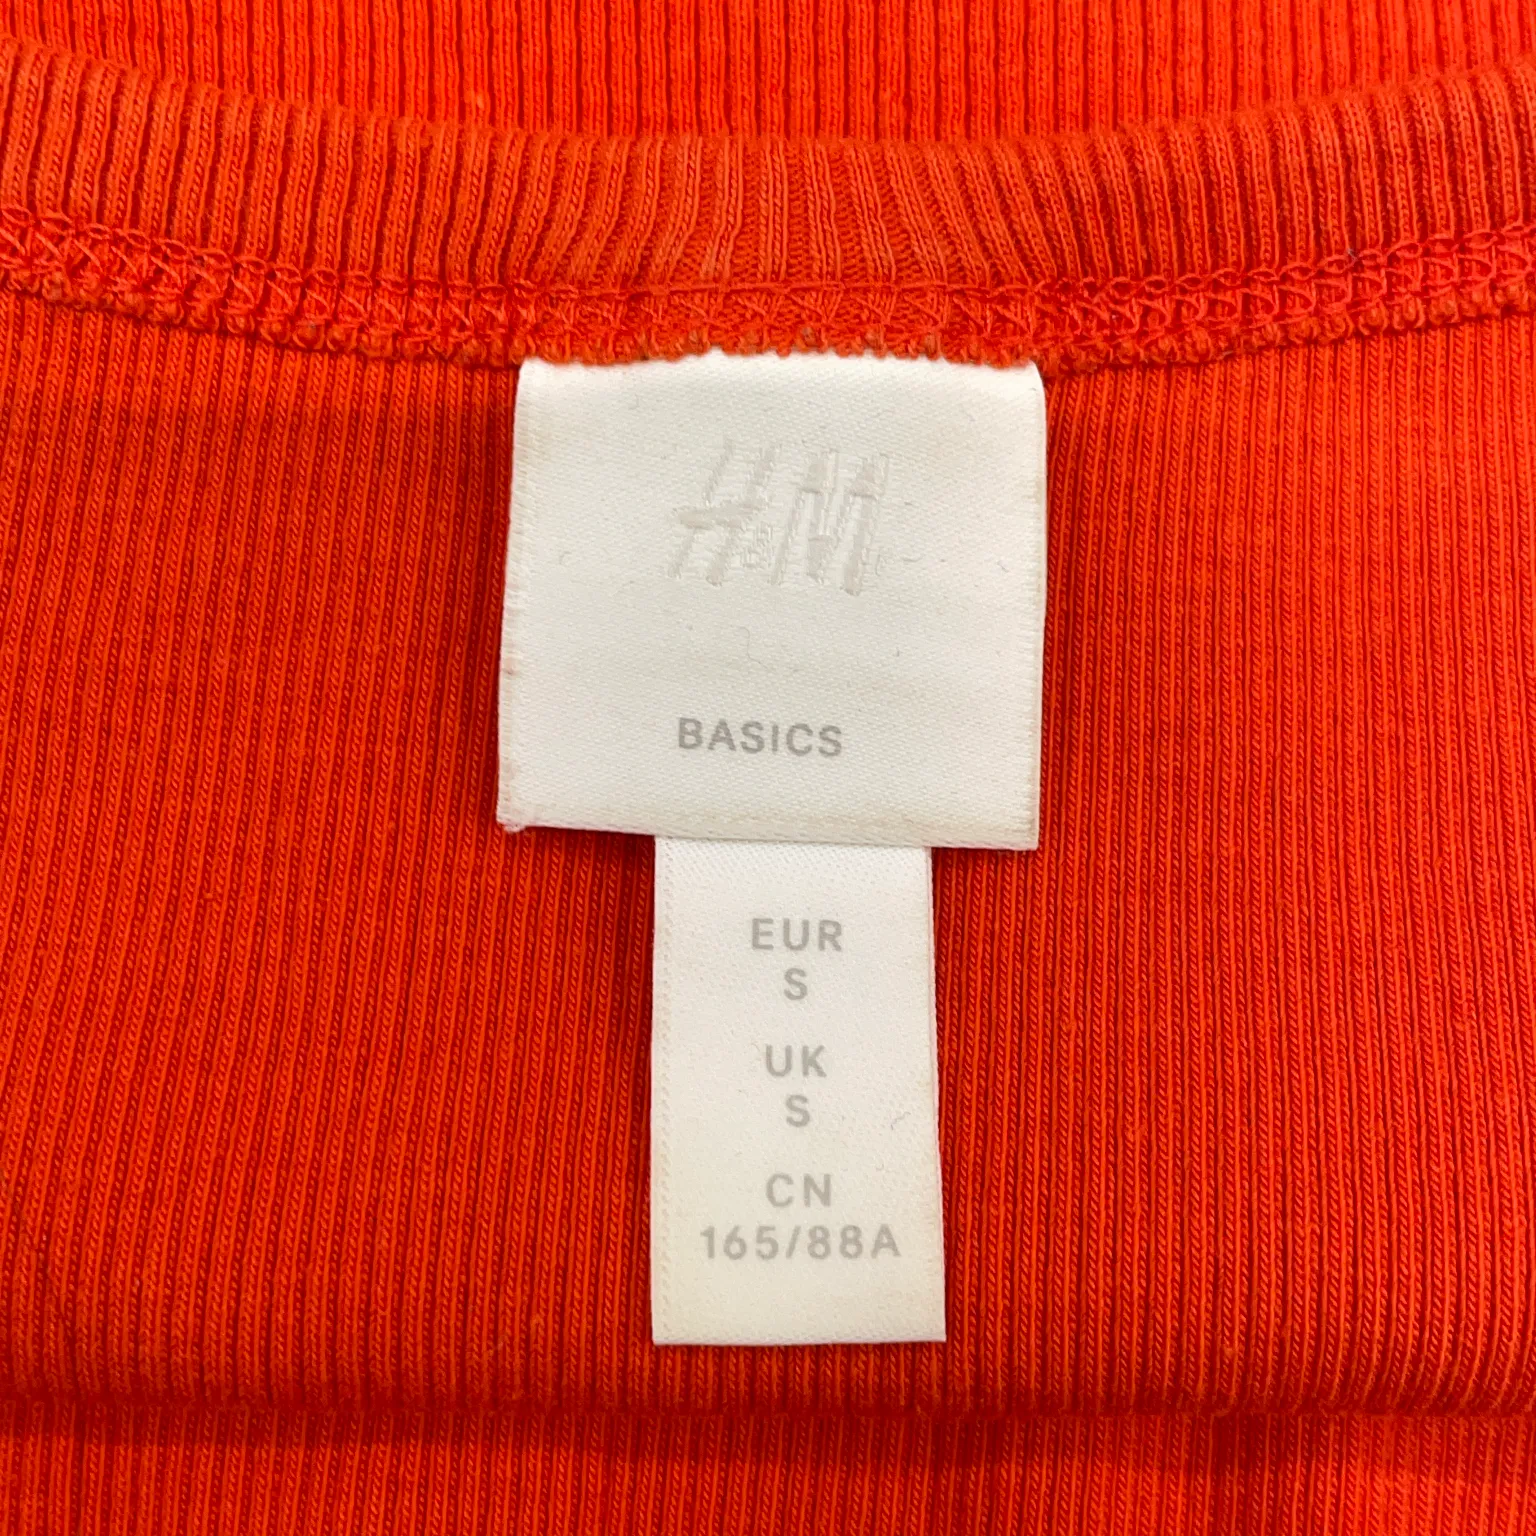 H&M
BASICS
EUR
S
UK
S
CN
165/88A